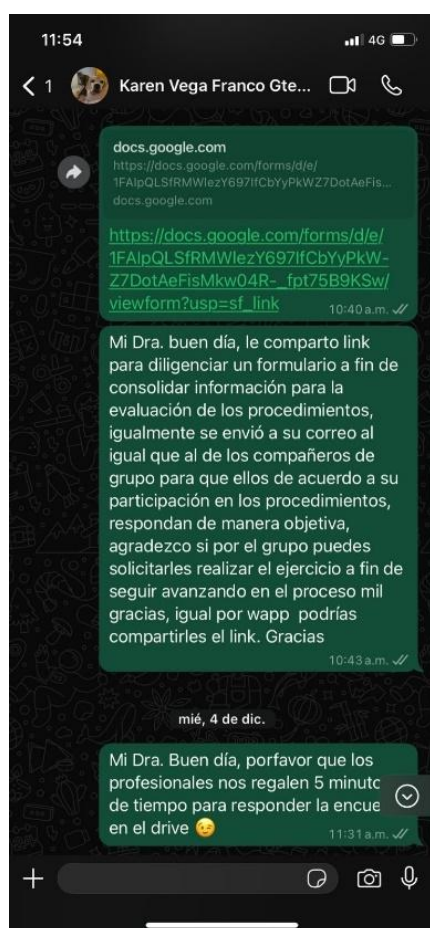 11:54
4G
1 Karen Vega Franco Gte...
docs.google.com
https://docs.google.com/forms/d/e/
1FAIpQLSfRMWlezY697IfCbYyPkWZ7DotAeFis...
docs.google.com
https://docs.google.com/forms/d/e/
1FAIpQLSfRMWlezY697IfCbYyPkW-
Z7DotAeFisMkw04R-_fpt75B9KSw/
viewform?usp=sf_link
10:40 a.m.
Mi Dra. buen día, le comparto link
para diligenciar un formulario a fin de
consolidar información para la
evaluación de los procedimientos,
igualmente se envió a su correo al
igual que al de los compañeros de
grupo para que ellos de acuerdo a su
participación en los procedimientos,
respondan de manera objetiva,
agradezco si por el grupo puedes
solicitarles realizar el ejercicio a fin de
seguir avanzando en el proceso mil
gracias, igual por wapp podrías
compartirles el link. Gracias
10:43 a.m.
mié, 4 de dic.
Mi Dra. Buen día, porfavor que los
profesionales nos regalen 5 minuto
de tiempo para responder la encue
en el drive 😉
11:31 a.m.